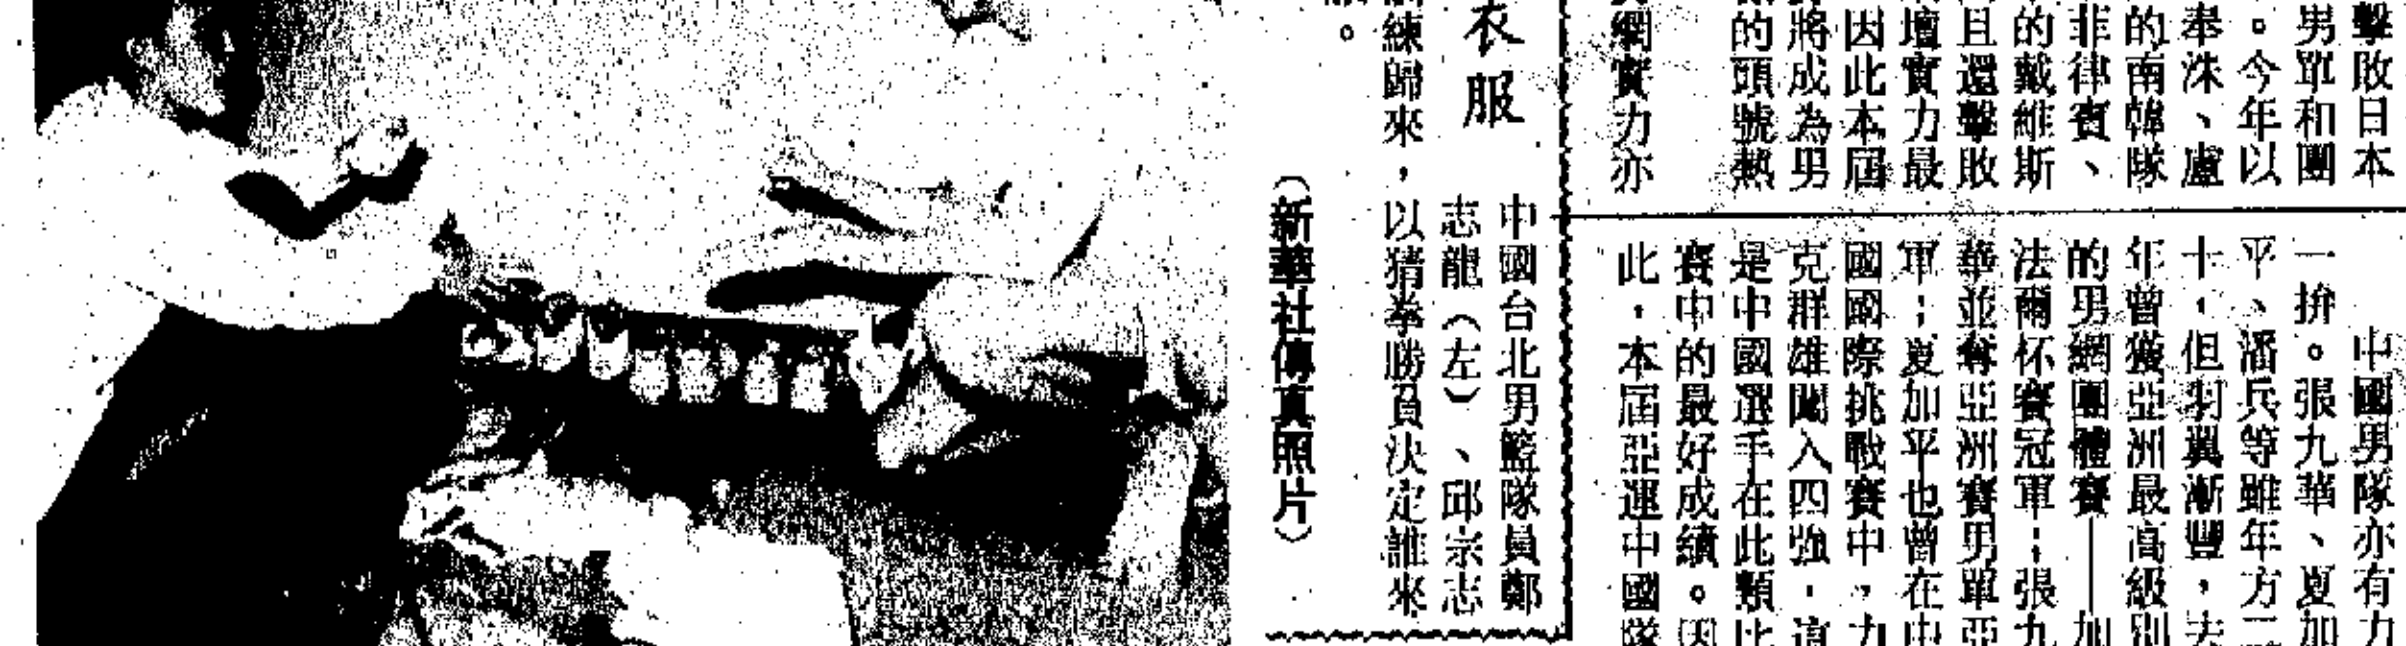 擊敗日本
男單和團
。今年以
奉洙、盧
的南韓隊
非律賓、
的戴維斯
且還擊敗
壇實力最
因此本屆
將成為男
的頭號熱
網實力亦
中國男隊亦有力
一拚。張九華、夏加
平、潘兵等雖年方二
十，但羽翼漸豐，去
年曾獲亞洲最高級別
的男網團體賽——加
法爾杯賽冠軍；張九
華並奪亞洲賽男單亞
軍；夏加平也曾在中
國國際挑戰賽中，力
克群雄闖入四強，這
是中國選手在此類比
賽中的最好成績。因
此，本屆亞運中國隊
衣服
中國台北男籃隊員鄭
志龍（左）、邱宗志
練歸來，以猜拳勝負決定誰來
。
（新華社傳真照片）